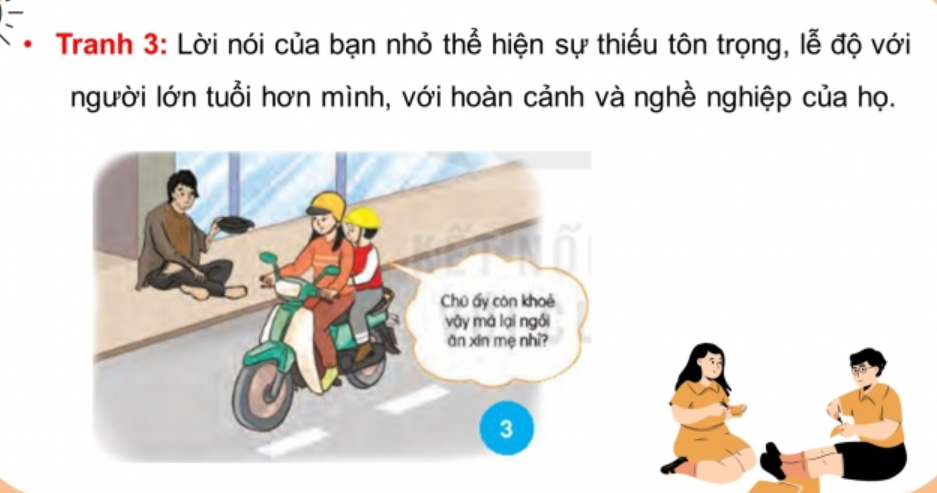 • Tranh 3: Lời nói của bạn nhỏ thể hiện sự thiếu tôn trọng, lễ độ với
người lớn tuổi hơn mình, với hoàn cảnh và nghề nghiệp của họ.
KẾT NỐI
Chú ấy còn khoẻ
vậy mà lại ngồi
ăn xin mẹ nhỉ?
3